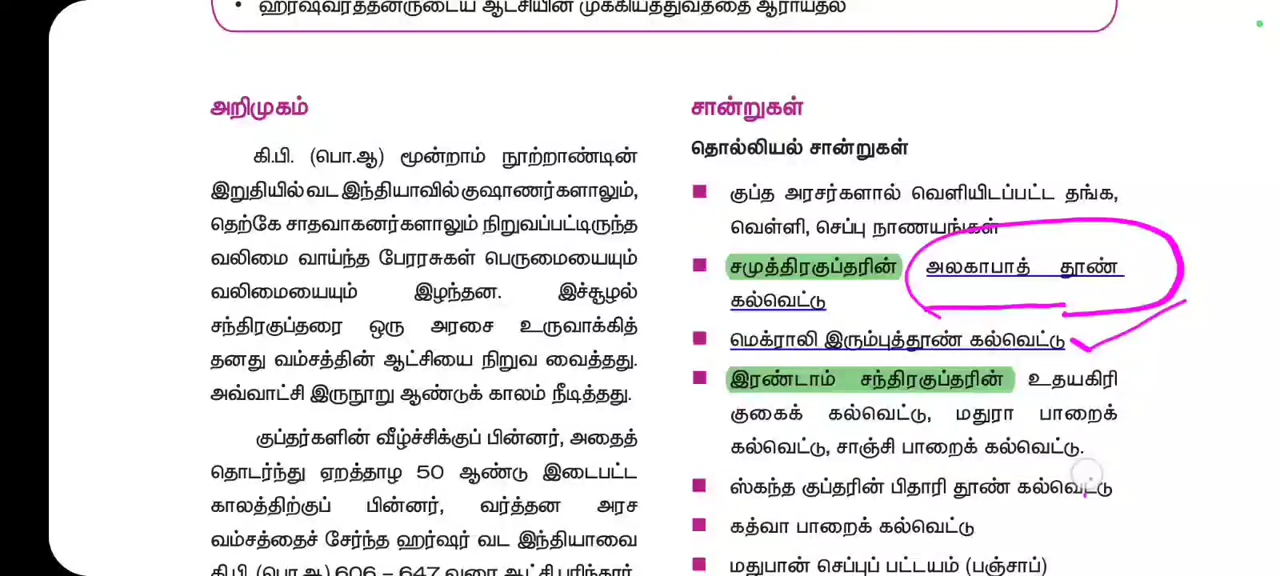 • ஹர்ஷவர்த்தனருடைய ஆட்சியின் முக்கியத்துவத்தை ஆராய்தல்
அறிமுகம்
கி.பி. (பொ.ஆ) மூன்றாம் நூற்றாண்டின்
இறுதியில் வட இந்தியாவில் குஷாணர்களாலும்,
தெற்கே சாதவாகனர்களாலும் நிறுவப்பட்டிருந்த
வலிமை வாய்ந்த பேரரசுகள் பெருமையையும்
வலிமையையும் இழந்தன. இச்சூழல்
சந்திரகுப்தரை ஒரு அரசை உருவாக்கித்
தனது வம்சத்தின் ஆட்சியை நிறுவ வைத்தது.
அவ்வாட்சி இருநூறு ஆண்டுக் காலம் நீடித்தது.
குப்தர்களின் வீழ்ச்சிக்குப் பின்னர், அதைத்
தொடர்ந்து ஏறத்தாழ 50 ஆண்டு இடைபட்ட
காலத்திற்குப் பின்னர், வர்த்தன அரச
வம்சத்தைச் சேர்ந்த ஹர்ஷர் வட இந்தியாவை
கி.பி. (பொ.ஆ) 606 – 647 வரை ஆட்சி புரிந்தார்.
சான்றுகள்
தொல்லியல் சான்றுகள்
■ குப்த அரசர்களால் வெளியிடப்பட்ட தங்க,
வெள்ளி, செப்பு நாணயங்கள்
■ சமுத்திரகுப்தரின் அலகாபாத் தூண்
கல்வெட்டு
■ மெக்ராலி இரும்புத்தூண் கல்வெட்டு
■ இரண்டாம் சந்திரகுப்தரின் உதயகிரி
குகைக் கல்வெட்டு, மதுரா பாறைக்
கல்வெட்டு, சாஞ்சி பாறைக் கல்வெட்டு.
■ ஸ்கந்த குப்தரின் பிதாரி தூண் கல்வெட்டு
■ கத்வா பாறைக் கல்வெட்டு
■ மதுபான் செப்புப் பட்டயம் (பஞ்சாப்)